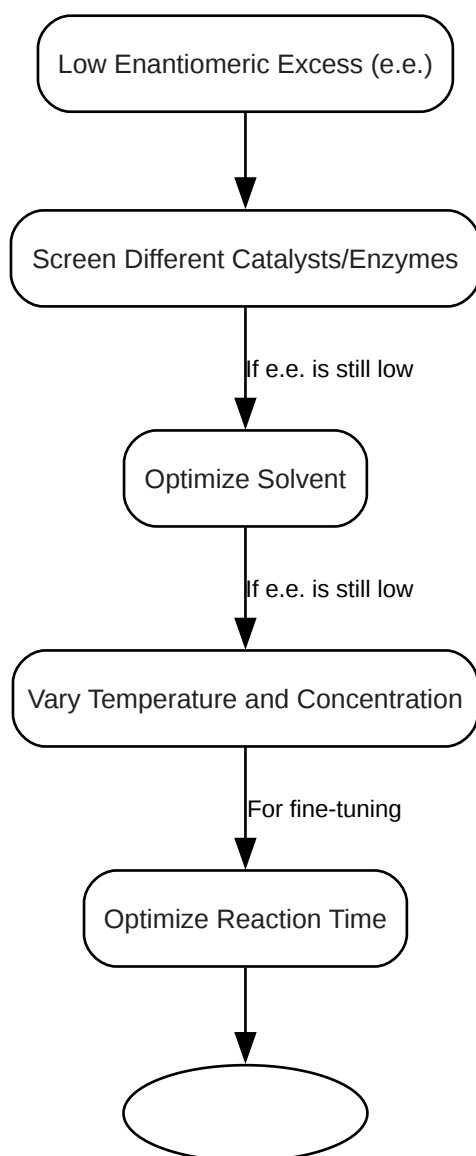 Low Enantiomeric Excess (e.e.)
Screen Different Catalysts/Enzymes
If e.e. is still low
Optimize Solvent
If e.e. is still low
Vary Temperature and Concentration
For fine-tuning
Optimize Reaction Time